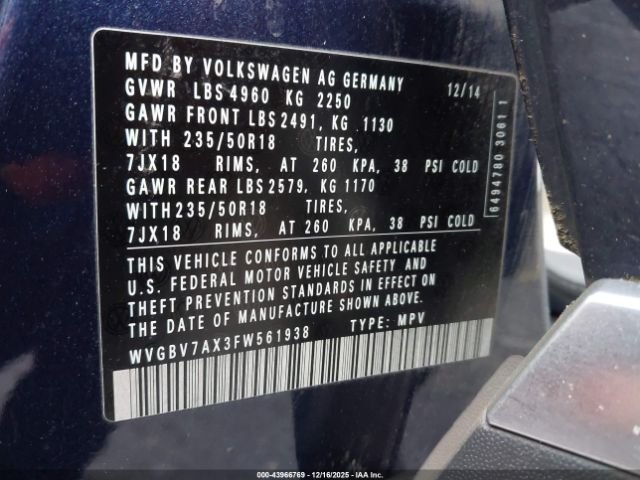 MFD BY VOLKSWAGEN AG GERMANY 12/14
GVWR LBS 4960 KG 2250
GAWR FRONT LBS 2491, KG 1130
WITH 235/50R18 TIRES,
7JX18 RIMS, AT 260 KPA, 38 PSI COLD
GAWR REAR LBS 2579, KG 1170
WITH 235/50R18 TIRES,
7JX18 RIMS, AT 260 KPA, 38 PSI COLD
6494780 3061 1
THIS VEHICLE CONFORMS TO ALL APPLICABLE
U.S. FEDERAL MOTOR VEHICLE SAFETY AND
THEFT PREVENTION STANDARDS IN EFFECT ON
THE DATE OF MANUFACTURE SHOWN ABOVE.
WVGBV7AX3FW561938 TYPE: MPV
000-43966769 - 12/16/2025 - IAA Inc.